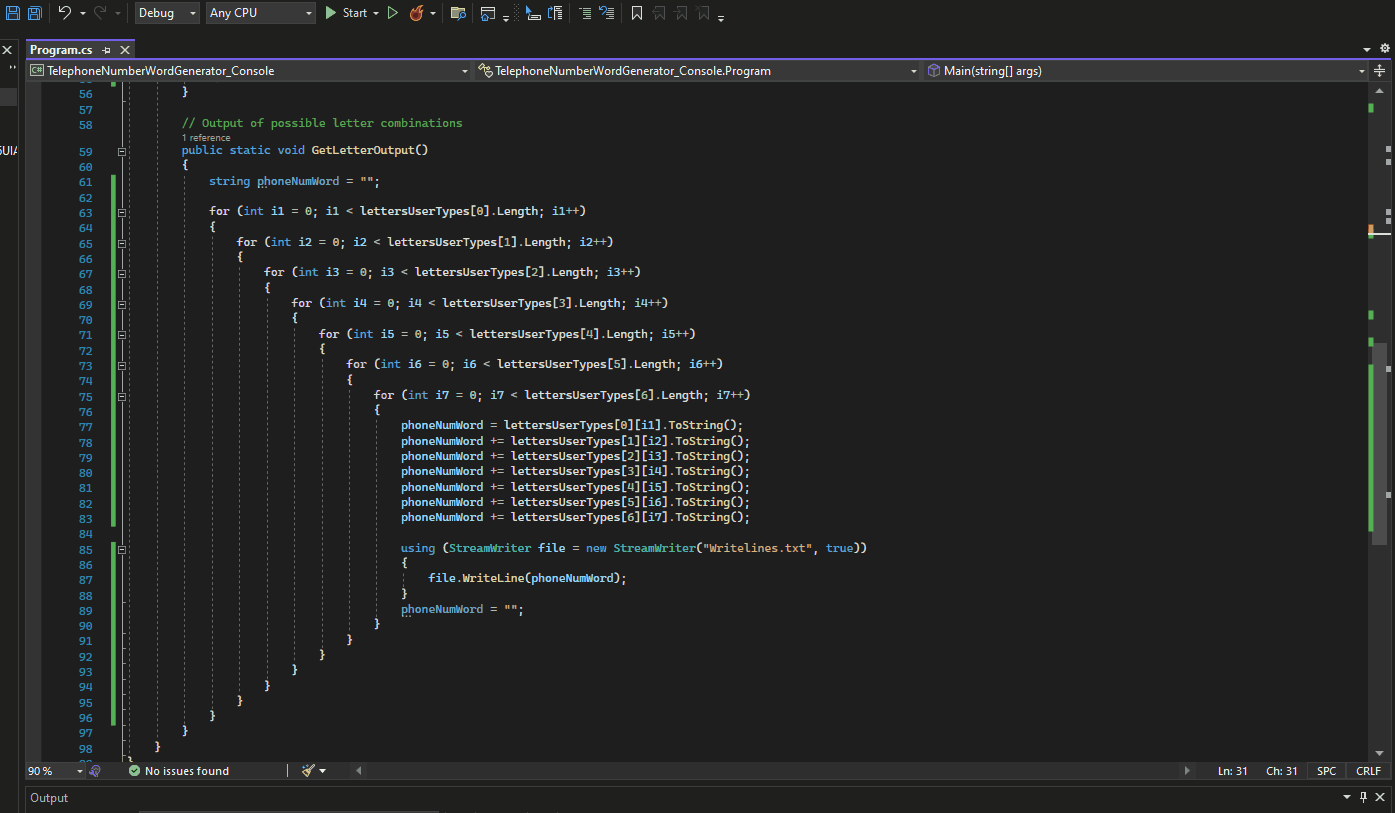 Debug
Any CPU
Start
Program.cs
C# TelephoneNumberWordGenerator_Console
TelephoneNumberWordGenerator_Console.Program
Main(string[] args)
56 }
57
58 // Output of possible letter combinations
1 reference
59 public static void GetLetterOutput()
60 {
61 string phoneNumWord = "";
62
63 for (int i1 = 0; i1 < lettersUserTypes[0].Length; i1++)
64 {
65 for (int i2 = 0; i2 < lettersUserTypes[1].Length; i2++)
66 {
67 for (int i3 = 0; i3 < lettersUserTypes[2].Length; i3++)
68 {
69 for (int i4 = 0; i4 < lettersUserTypes[3].Length; i4++)
70 {
71 for (int i5 = 0; i5 < lettersUserTypes[4].Length; i5++)
72 {
73 for (int i6 = 0; i6 < lettersUserTypes[5].Length; i6++)
74 {
75 for (int i7 = 0; i7 < lettersUserTypes[6].Length; i7++)
76 {
77 phoneNumWord = lettersUserTypes[0][i1].ToString();
78 phoneNumWord += lettersUserTypes[1][i2].ToString();
79 phoneNumWord += lettersUserTypes[2][i3].ToString();
80 phoneNumWord += lettersUserTypes[3][i4].ToString();
81 phoneNumWord += lettersUserTypes[4][i5].ToString();
82 phoneNumWord += lettersUserTypes[5][i6].ToString();
83 phoneNumWord += lettersUserTypes[6][i7].ToString();
84
85 using (StreamWriter file = new StreamWriter("Writelines.txt", true))
86 {
87 file.WriteLine(phoneNumWord);
88 }
89 phoneNumWord = "";
90 }
91 }
92 }
93 }
94 }
95 }
96 }
97 }
98 }
}
90 %
No issues found
Ln: 31
Ch: 31
SPC
CRLF
Output